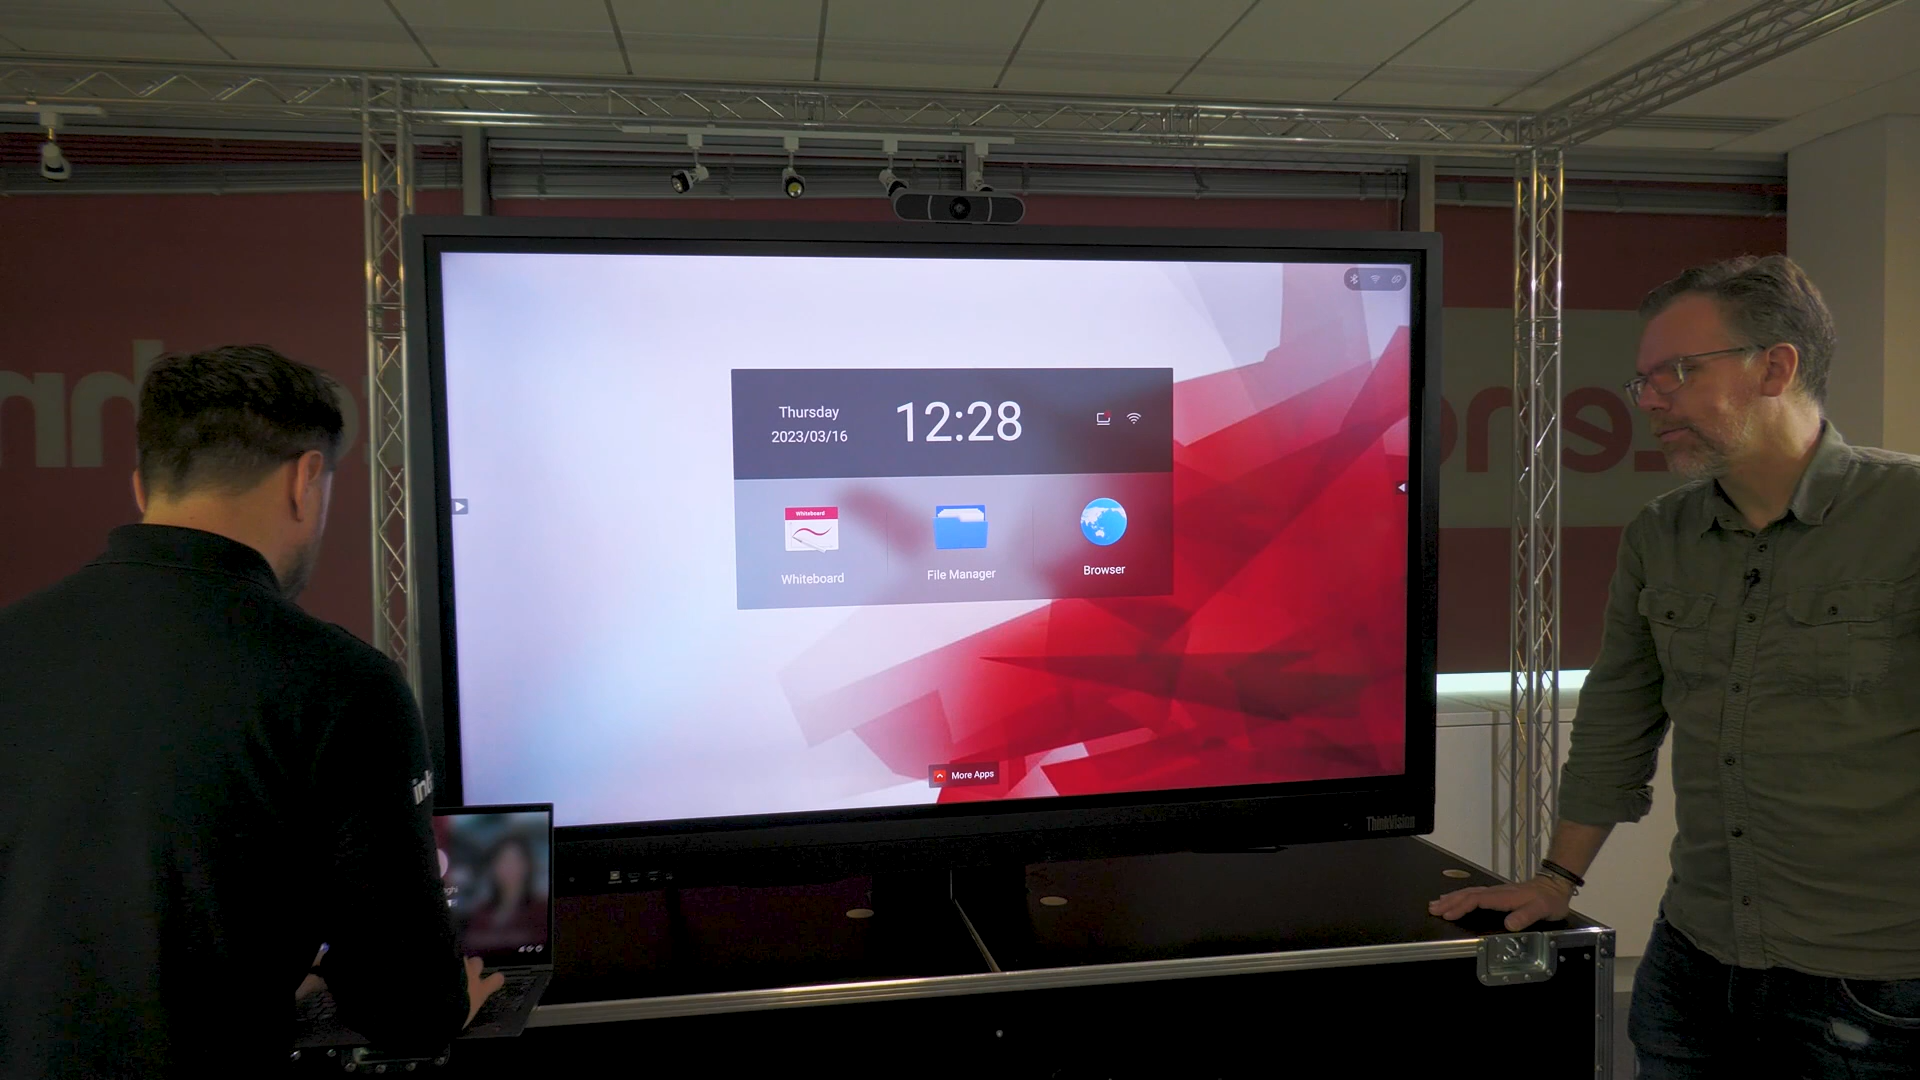 Thursday
2023/03/16
12:28
Whiteboard
Whiteboard
File Manager
Browser
More Apps
ThinkVision